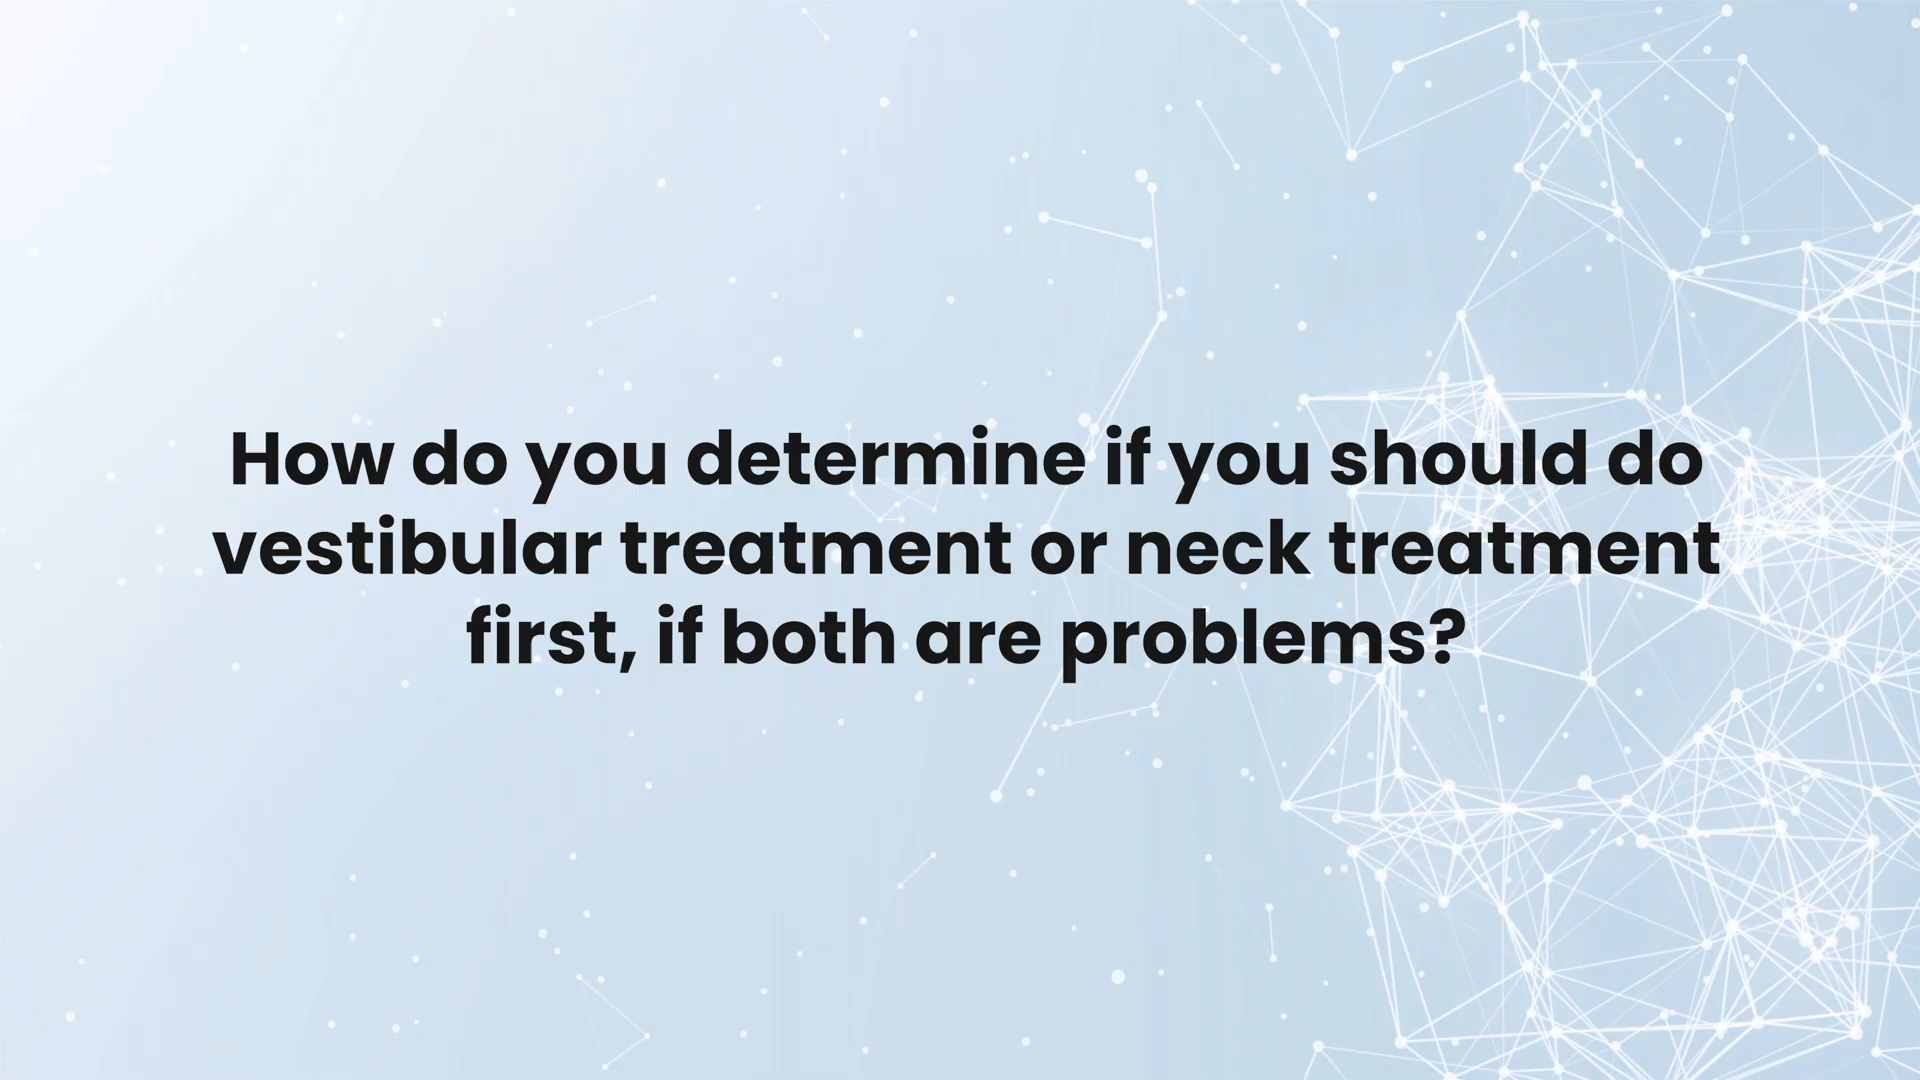 How do you determine if you should do
vestibular treatment or neck treatment
first, if both are problems?